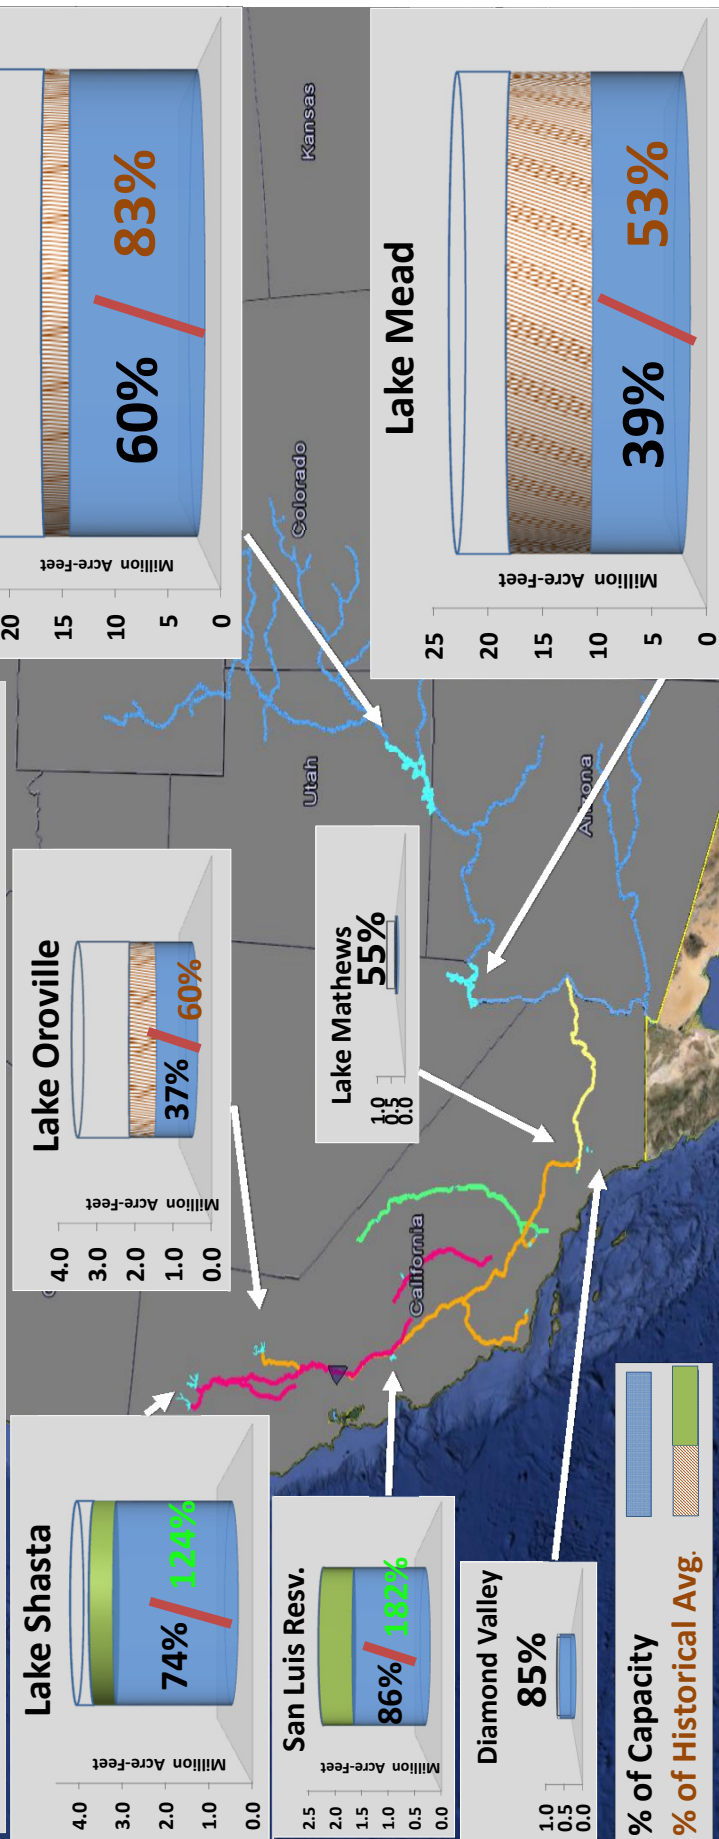 Lake Shasta
4.0
3.0
2.0
1.0
0.0
Million Acre-Feet
74%
124%
San Luis Resv.
2.5
2.0
1.5
1.0
0.5
0.0
Million Acre-Feet
86%
182%
Diamond Valley
1.0
0.5
0.0
85%
% of Capacity
% of Historical Avg.
Lake Oroville
4.0
3.0
2.0
1.0
0.0
Million Acre-Feet
37%
60%
Lake Mathews
1.0
0.5
0.0
55%
California
Utah
Arizona
Colorado
Kansas
20
15
10
5
0
Million Acre-Feet
60%
83%
Lake Mead
25
20
15
10
5
0
Million Acre-Feet
39%
53%